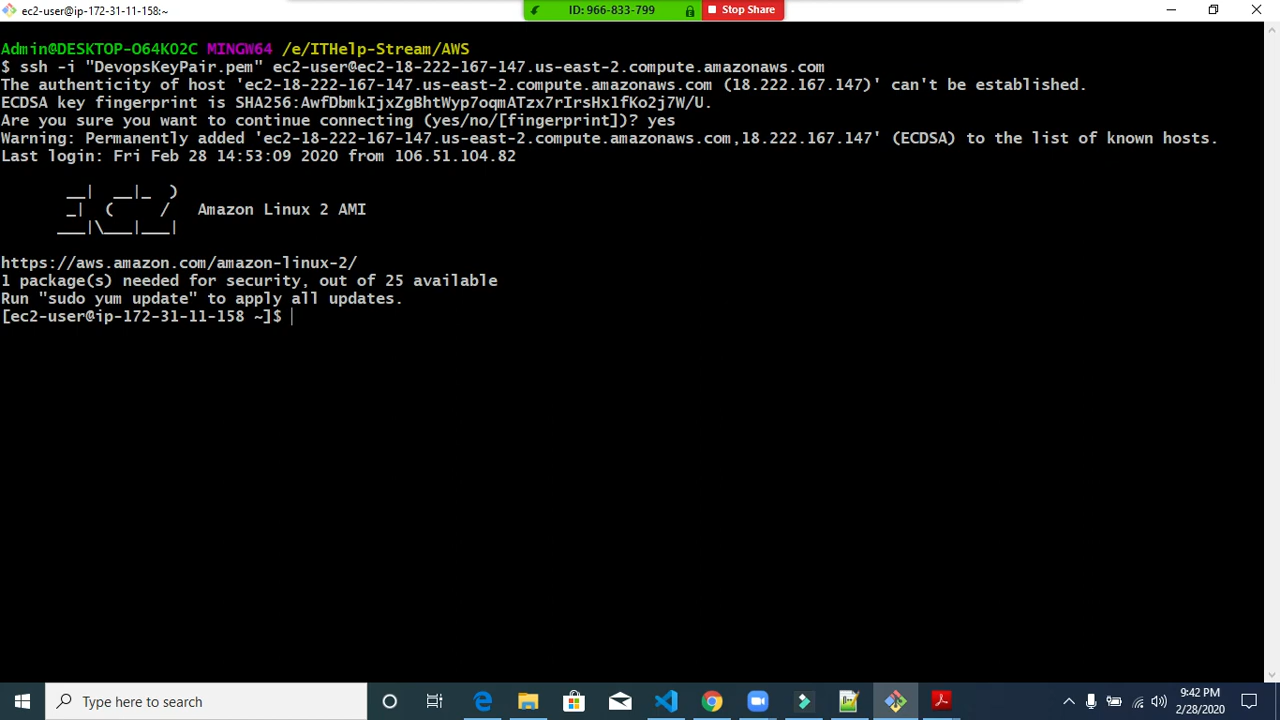 ec2-user@ip-172-31-11-158:~
ID: 966-833-799
Stop Share
Admin@DESKTOP-O64KO2C MINGW64 /e/ITHelp-Stream/AWS
$ ssh -i "DevopsKeyPair.pem" ec2-user@ec2-18-222-167-147.us-east-2.compute.amazonaws.com
The authenticity of host 'ec2-18-222-167-147.us-east-2.compute.amazonaws.com (18.222.167.147)' can't be established.
ECDSA key fingerprint is SHA256:AwfDbmkIjxZgBhtWyp7oqmATzx7rIrsHxlfKo2j7W/U.
Are you sure you want to continue connecting (yes/no/[fingerprint])? yes
Warning: Permanently added 'ec2-18-222-167-147.us-east-2.compute.amazonaws.com,18.222.167.147' (ECDSA) to the list of known hosts.
Last login: Fri Feb 28 14:53:09 2020 from 106.51.104.82
__|  __|_  )
_|  (     /   Amazon Linux 2 AMI
___|\___|___|
https://aws.amazon.com/amazon-linux-2/
1 package(s) needed for security, out of 25 available
Run "sudo yum update" to apply all updates.
[ec2-user@ip-172-31-11-158 ~]$
Type here to search
9:42 PM
2/28/2020